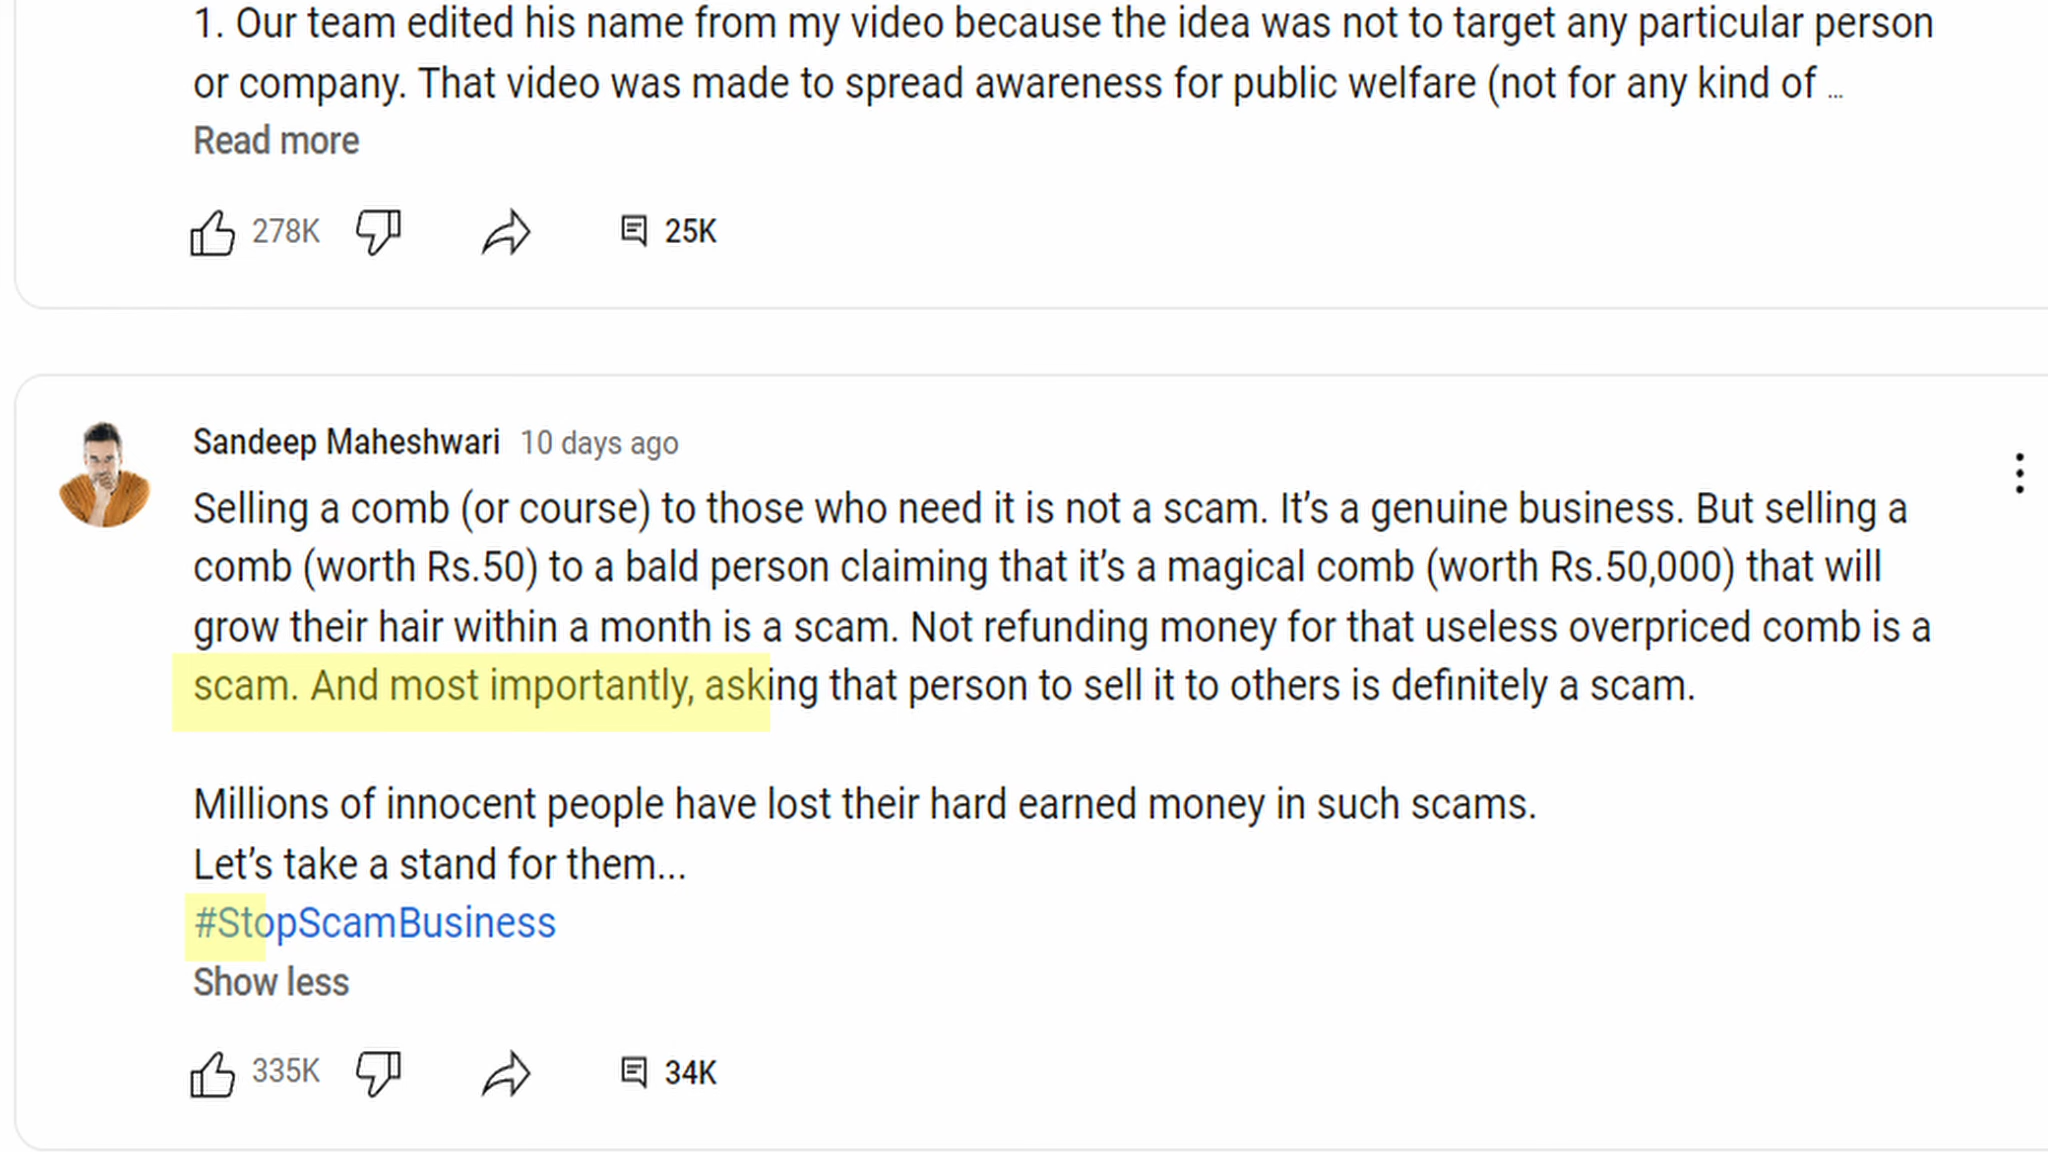 1. Our team edited his name from my video because the idea was not to target any particular person
or company. That video was made to spread awareness for public welfare (not for any kind of ...
Read more
278K 25K
Sandeep Maheshwari 10 days ago
Selling a comb (or course) to those who need it is not a scam. It’s a genuine business. But selling a
comb (worth Rs.50) to a bald person claiming that it’s a magical comb (worth Rs.50,000) that will
grow their hair within a month is a scam. Not refunding money for that useless overpriced comb is a
scam. And most importantly, asking that person to sell it to others is definitely a scam.
Millions of innocent people have lost their hard earned money in such scams.
Let’s take a stand for them...
#StopScamBusiness
Show less
335K 34K